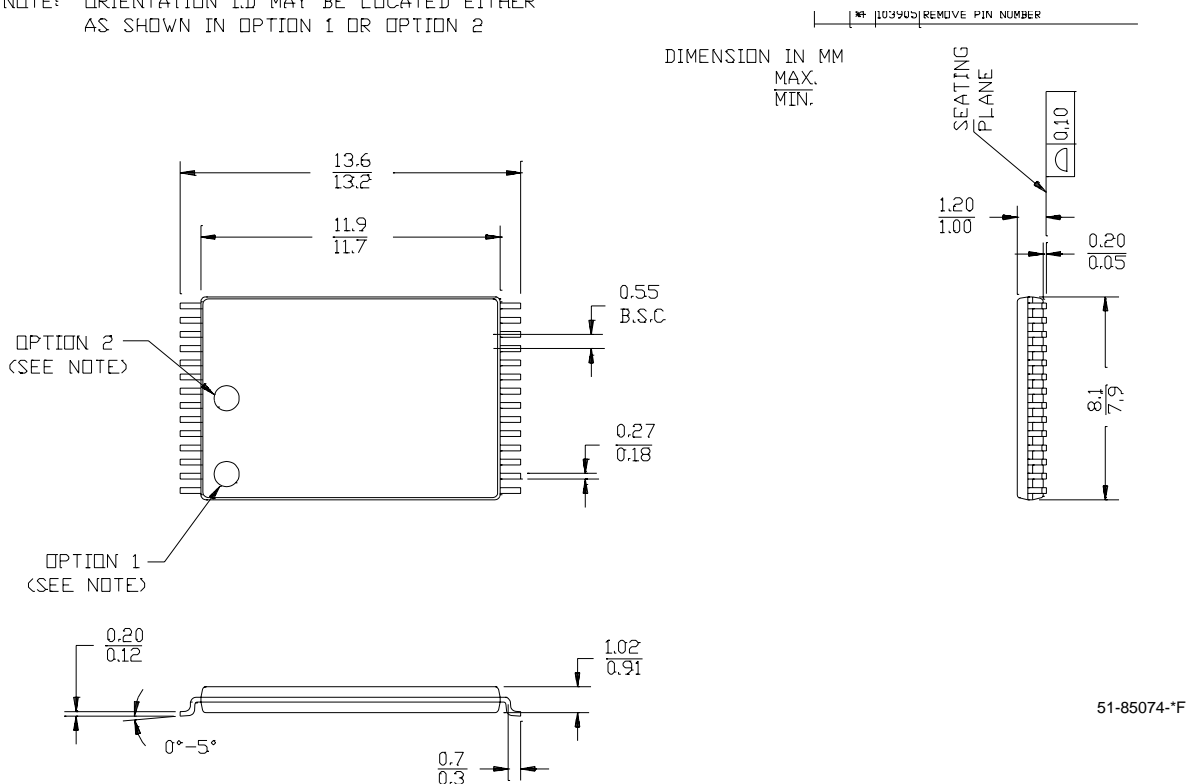 NOTE: ORIENTATION I.D MAY BE LOCATED EITHER
AS SHOWN IN OPTION 1 OR OPTION 2
103905 REMOVE PIN NUMBER
DIMENSION IN MM
MAX.
MIN.
SEATING
PLANE
0.10
13.6
13.2
11.9
11.7
1.20
1.00
0.20
0.05
0.55
B.S.C
OPTION 2
(SEE NOTE)
8.1
7.9
0.27
0.18
OPTION 1
(SEE NOTE)
0.20
0.12
1.02
0.91
0°-5°
0.7
0.3
51-85074-*F